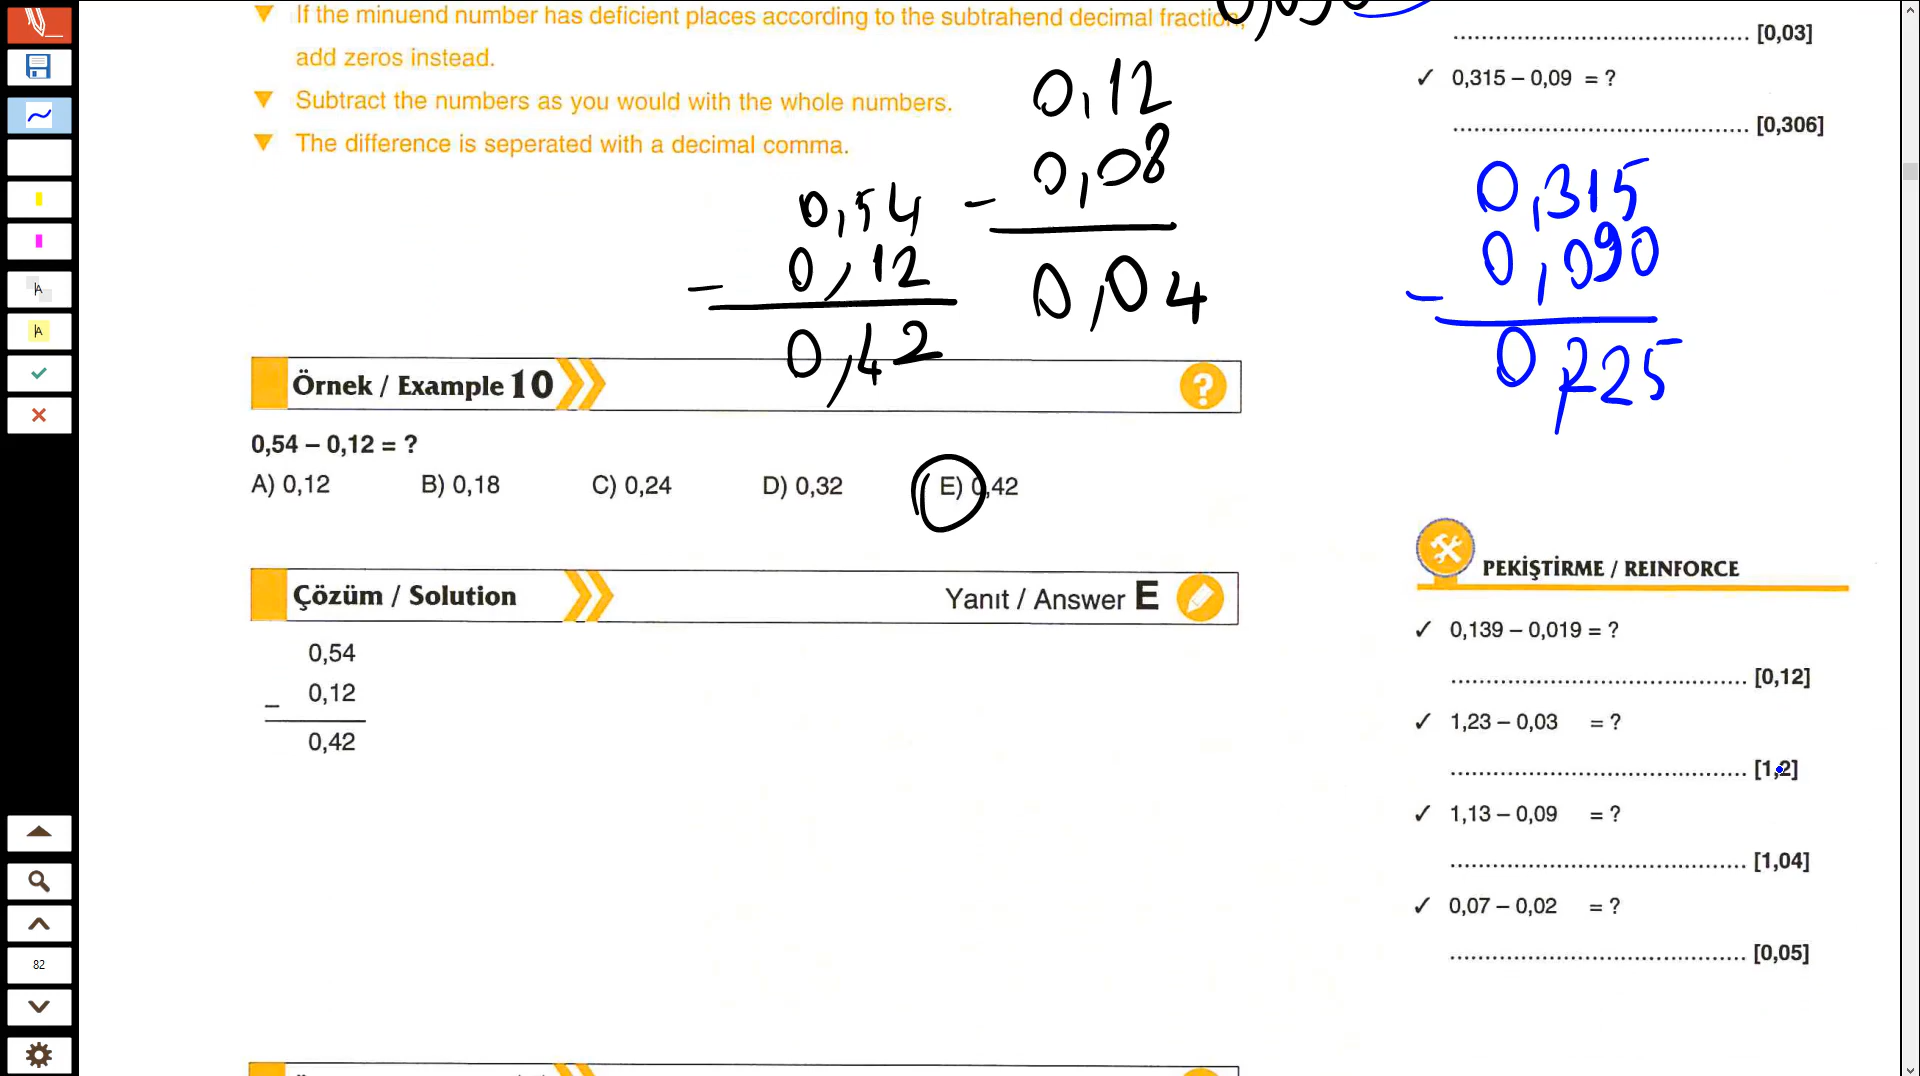 ▼ If the minuend number has deficient places according to the subtrahend decimal fraction,
add zeros instead.
▼ Subtract the numbers as you would with the whole numbers.
▼ The difference is seperated with a decimal comma.
0,12
0,08
−
0,04
0,54
0,12
−
0,42
Örnek / Example 10
?
0,54 – 0,12 = ?
A) 0,12 B) 0,18 C) 0,24 D) 0,32 E) 0,42
Çözüm / Solution Yanıt / Answer E
0,54
0,12
–
0,42
.......................................... [0,03]
✓ 0,315 – 0,09 = ?
.......................................... [0,306]
0,315
0,090
−
0,225
PEKİŞTİRME / REINFORCE
✓ 0,139 – 0,019 = ?
.......................................... [0,12]
✓ 1,23 – 0,03 = ?
.......................................... [1,2]
✓ 1,13 – 0,09 = ?
.......................................... [1,04]
✓ 0,07 – 0,02 = ?
.......................................... [0,05]
A
A
82